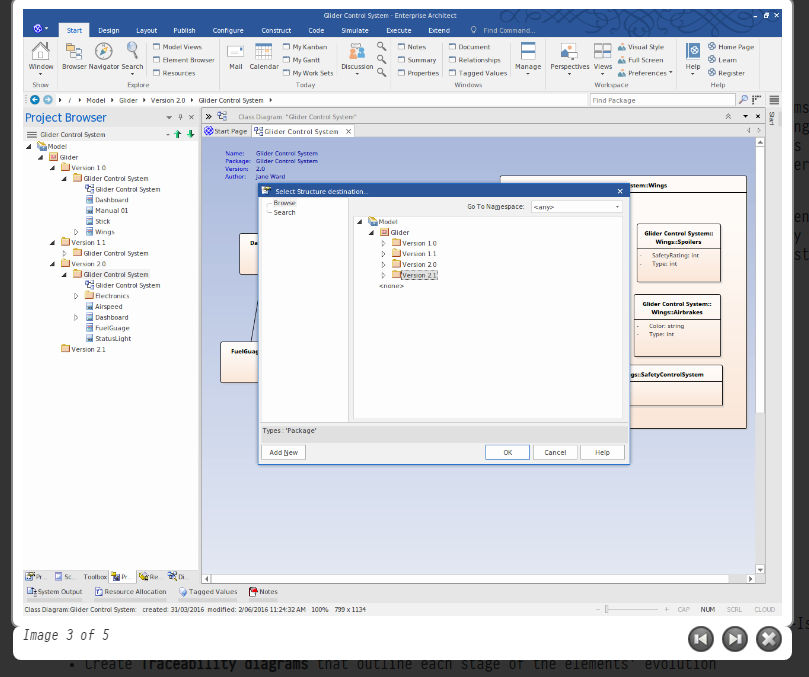 Glider Control System - Enterprise Architect
Start Design Layout Publish Configure Construct Code Simulate Execute Extend Find Command...
Window Browser Navigator Search
Model Views
Element Browser
Resources
Mail Calendar
My Kanban
My Gantt
My Work Sets
Discussion
Notes
Summary
Properties
Document
Relationships
Tagged Values
Manage
Perspectives Views
Visual Style
Full Screen
Preferences
Help
Home Page
Learn
Register
Show Explore Today Windows Workspace Help
/ Model Glider Version 2.0 Glider Control System Find Package
Project Browser
Glider Control System
Model
Glider
Version 1.0
Glider Control System
Glider Control System
Dashboard
Manual 01
Stick
Wings
Version 1.1
Glider Control System
Version 2.0
Glider Control System
Glider Control System
Electronics
Airspeed
Dashboard
FuelGuage
StatusLight
Version 2.1
Pr... Sc... Toolbox Pr... Re... Di...
Class Diagram: "Glider Control System"
Start Page Glider Control System
Start
Name: Glider Control System
Package: Glider Control System
Version: 2.0
Author: Jane Ward
stem::Wings
Da
FuelGuag
Glider Control System::
Wings::Spoilers
- SafetyRating: int
- Type: int
Glider Control System::
Wings::Airbrakes
- Color: string
- Type: int
gs::SafetyControlSystem
Select Structure destination...
Browse
Search
Go To Namespace: <any>
Model
Glider
Version 1.0
Version 1.1
Version 2.0
Version 2.1
<none>
Types : 'Package'
Add New OK Cancel Help
System Output Resource Allocation Tagged Values Notes
Class Diagram:Glider Control System: created: 31/03/2016 modified: 2/06/2016 11:24:32 AM 100% 799 x 1134 CAP NUM SCRL CLOUD
Image 3 of 5
• Create Traceability diagrams that outline each stage of the elements' evolution